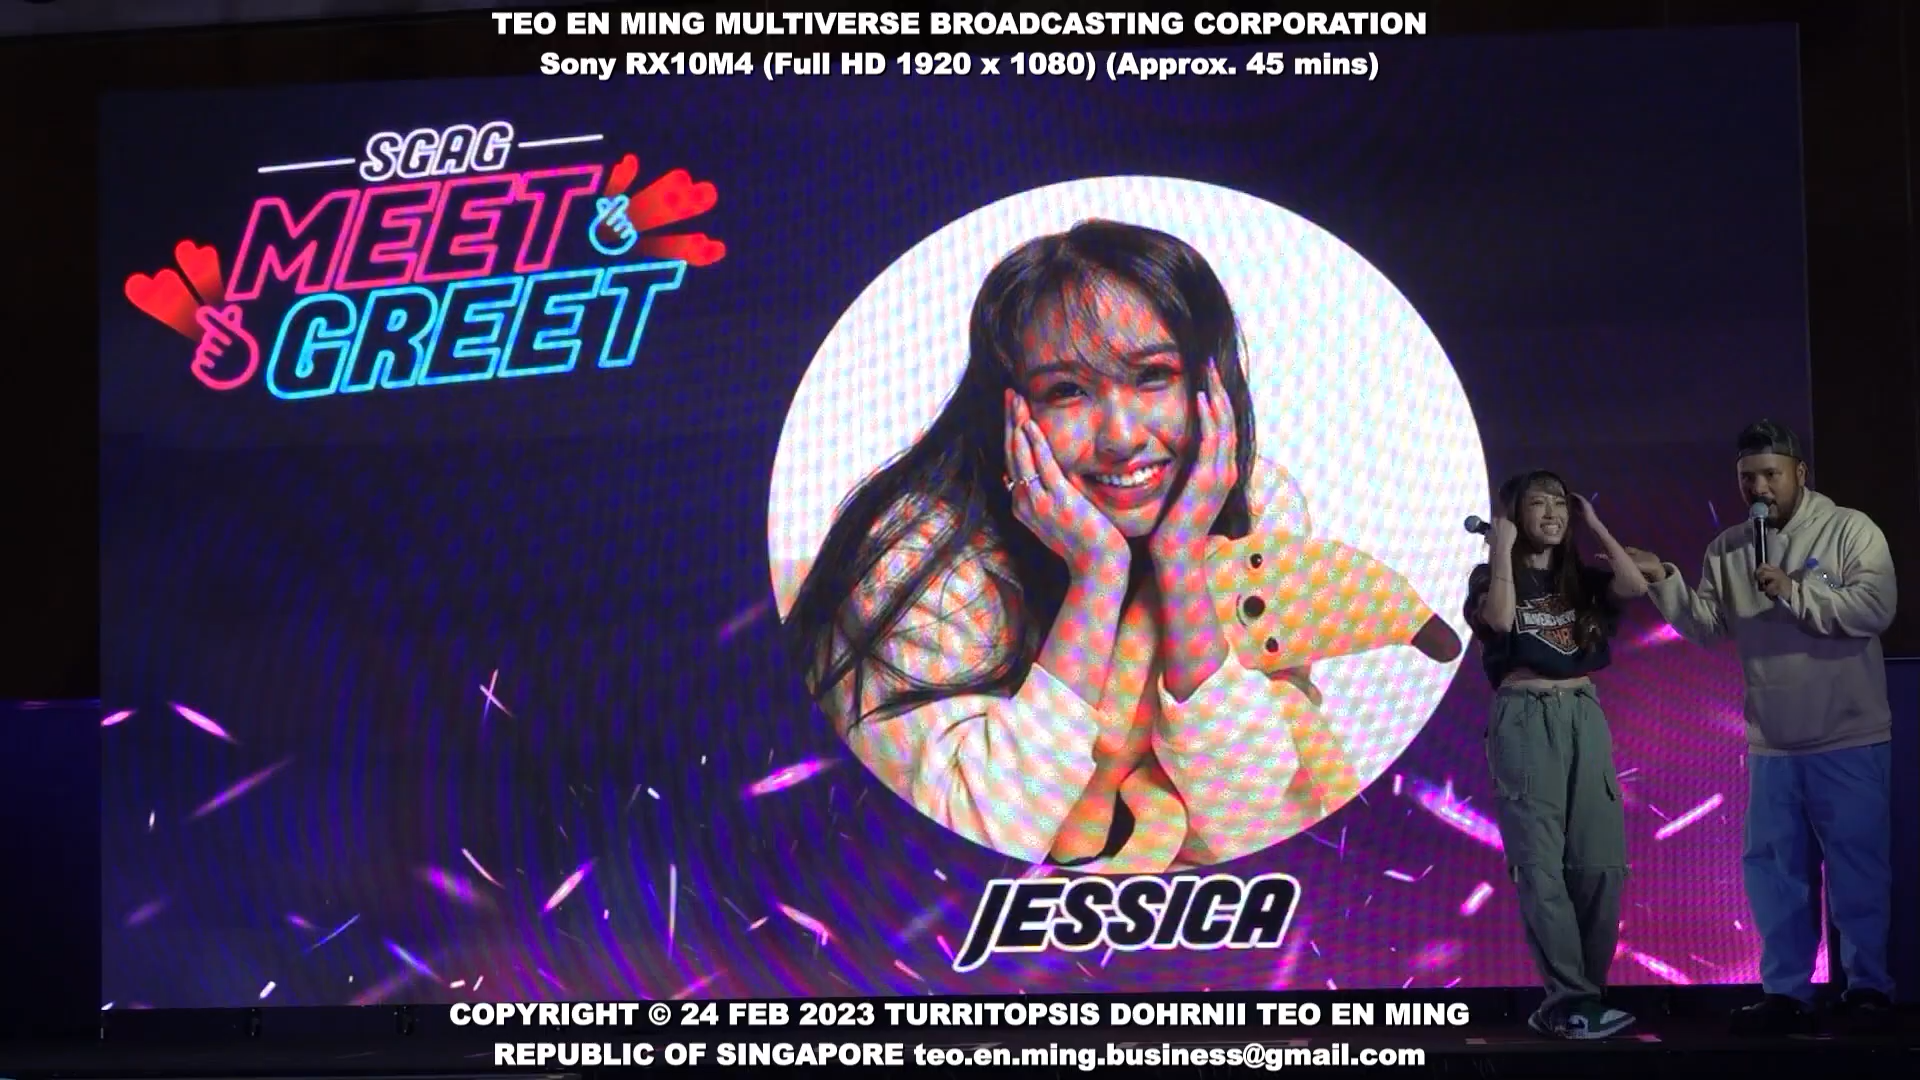 TEO EN MING MULTIVERSE BROADCASTING CORPORATION
Sony RX10M4 (Full HD 1920 x 1080) (Approx. 45 mins)
SGAG
MEET
GREET
JESSICA
COPYRIGHT © 24 FEB 2023 TURRITOPSIS DOHRNII TEO EN MING
REPUBLIC OF SINGAPORE teo.en.ming.business@gmail.com